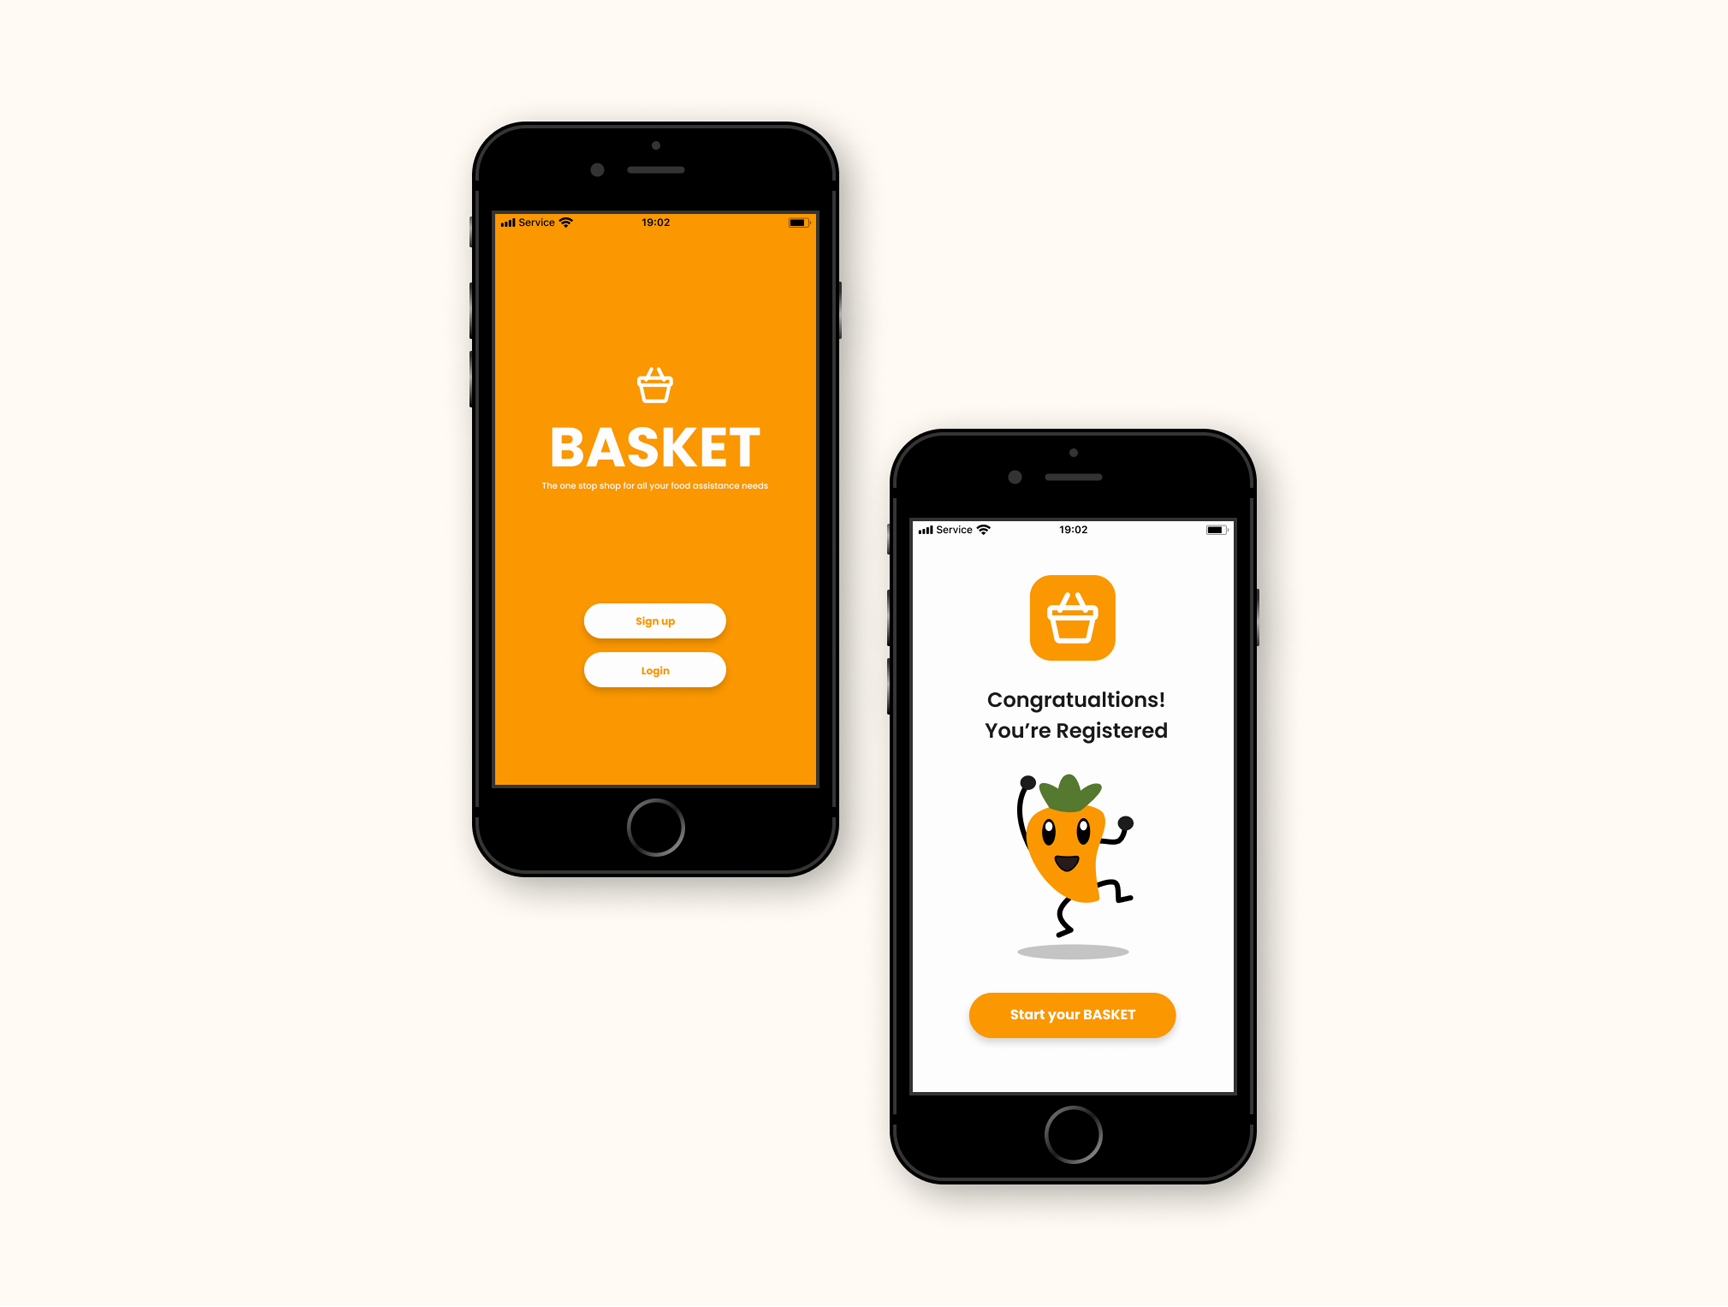 Service 19:02
BASKET
The one stop shop for all your food assistance needs
Sign up
Login
Service 19:02
Congratualtions!
You’re Registered
Start your BASKET